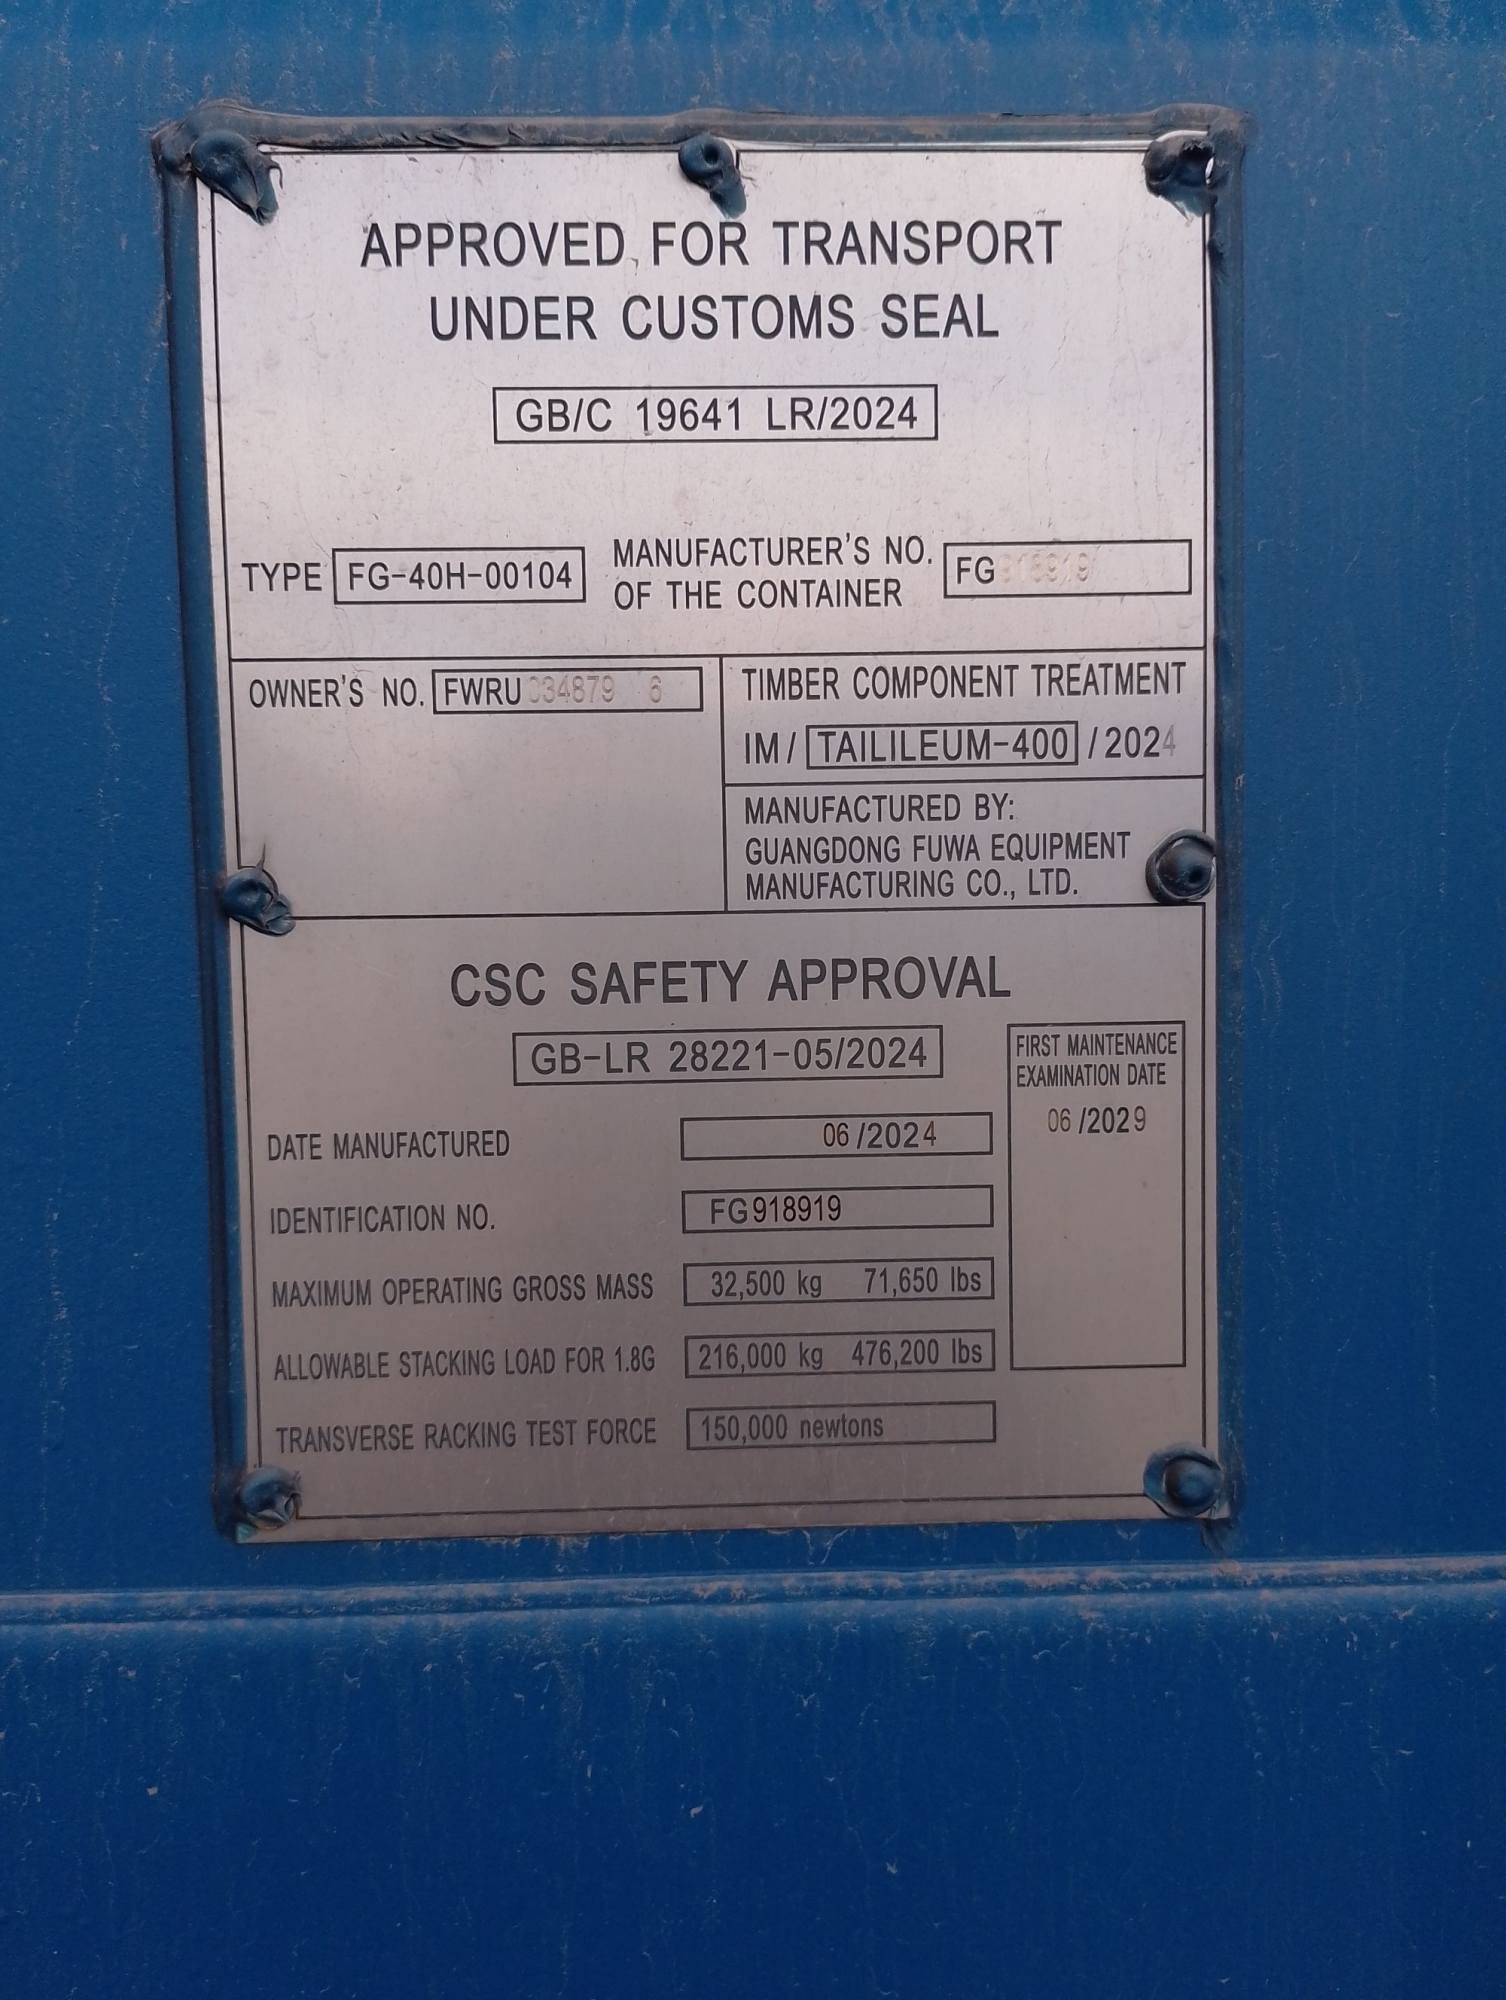 APPROVED FOR TRANSPORT
UNDER CUSTOMS SEAL
GB/C 19641 LR/2024
TYPE FG-40H-00104
MANUFACTURER'S NO.
OF THE CONTAINER
FG918919
OWNER'S NO. FWRU 034879 6
TIMBER COMPONENT TREATMENT
IM / TAILILEUM-400 / 2024
MANUFACTURED BY:
GUANGDONG FUWA EQUIPMENT
MANUFACTURING CO., LTD.
CSC SAFETY APPROVAL
GB-LR 28221-05/2024
FIRST MAINTENANCE
EXAMINATION DATE
06 /2029
DATE MANUFACTURED 06 /2024
IDENTIFICATION NO. FG918919
MAXIMUM OPERATING GROSS MASS 32,500 kg 71,650 lbs
ALLOWABLE STACKING LOAD FOR 1.8G 216,000 kg 476,200 lbs
TRANSVERSE RACKING TEST FORCE 150,000 newtons